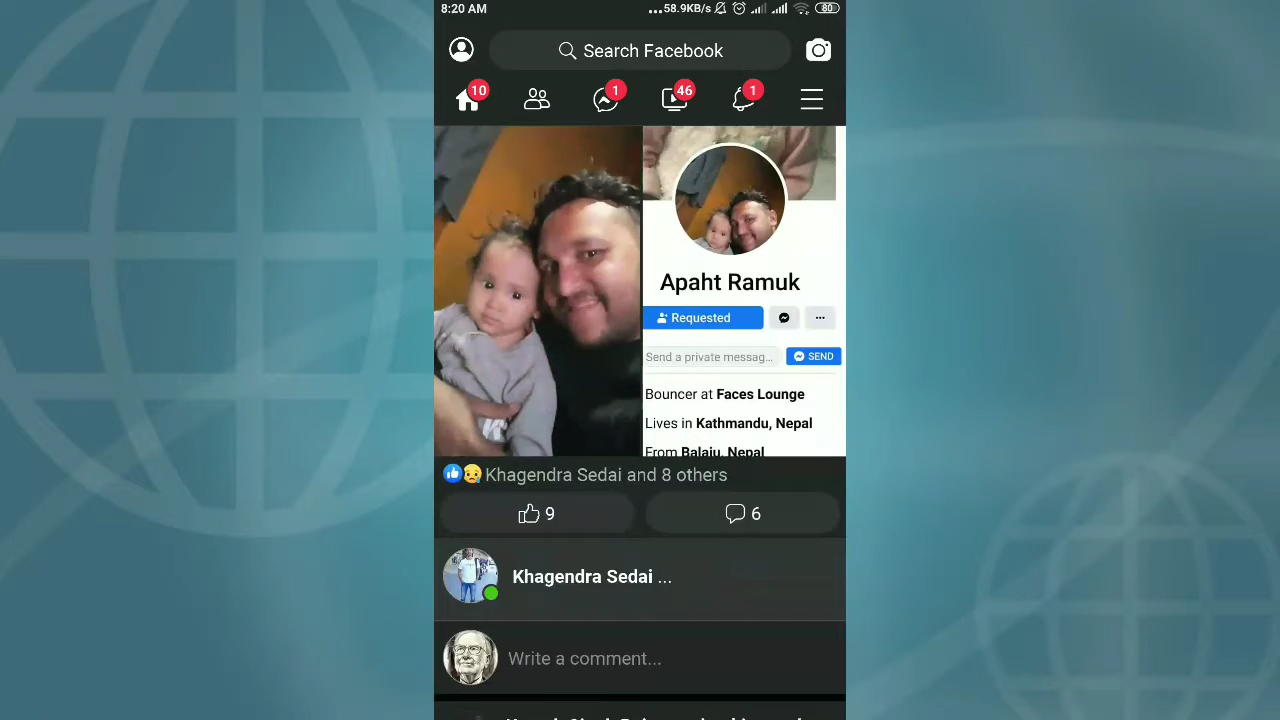 8:20 AM
...58.9KB/s
80
Search Facebook
10
1
46
1
Apaht Ramuk
Requested
Send a private messag...
SEND
Bouncer at Faces Lounge
Lives in Kathmandu, Nepal
From Balaju, Nepal
Khagendra Sedai and 8 others
9
6
Khagendra Sedai ...
Write a comment...